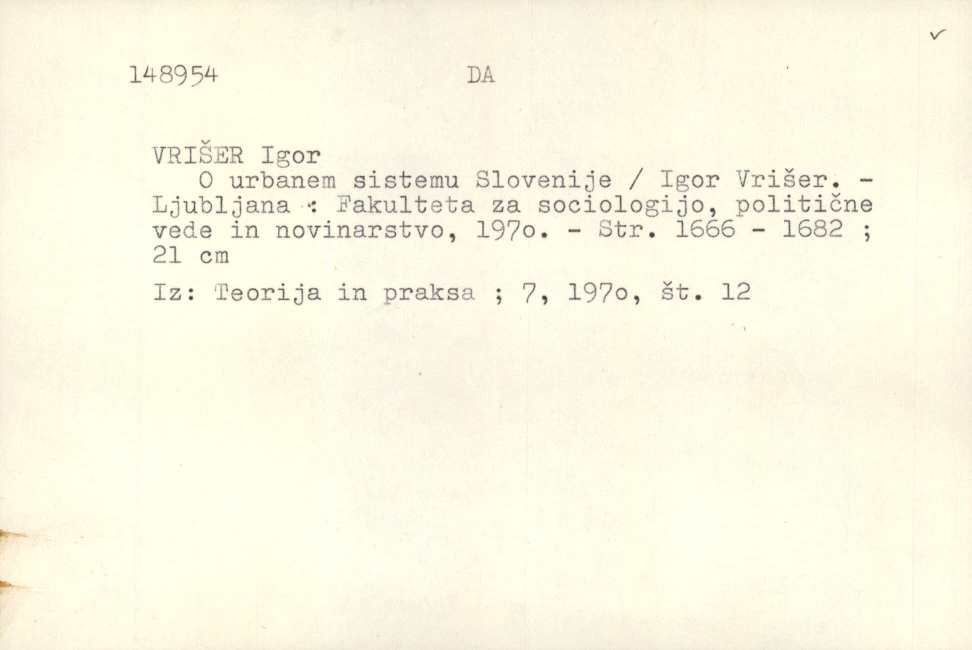 148954 DA
VRIŠER Igor
O urbanem sistemu Slovenije / Igor Vrišer. -
Ljubljana : Fakulteta za sociologijo, politične
vede in novinarstvo, 197o. - Str. 1666 - 1682 ;
21 cm
Iz: Teorija in praksa ; 7, 197o, št. 12